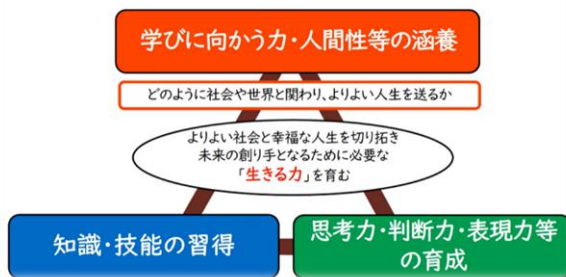 学びに向かう力・人間性等の涵養
どのように社会や世界と関わり、よりよい人生を送るか
よりよい社会と幸福な人生を切り拓き
未来の創り手となるために必要な
「生きる力」を育む
知識・技能の習得
思考力・判断力・表現力等
の育成